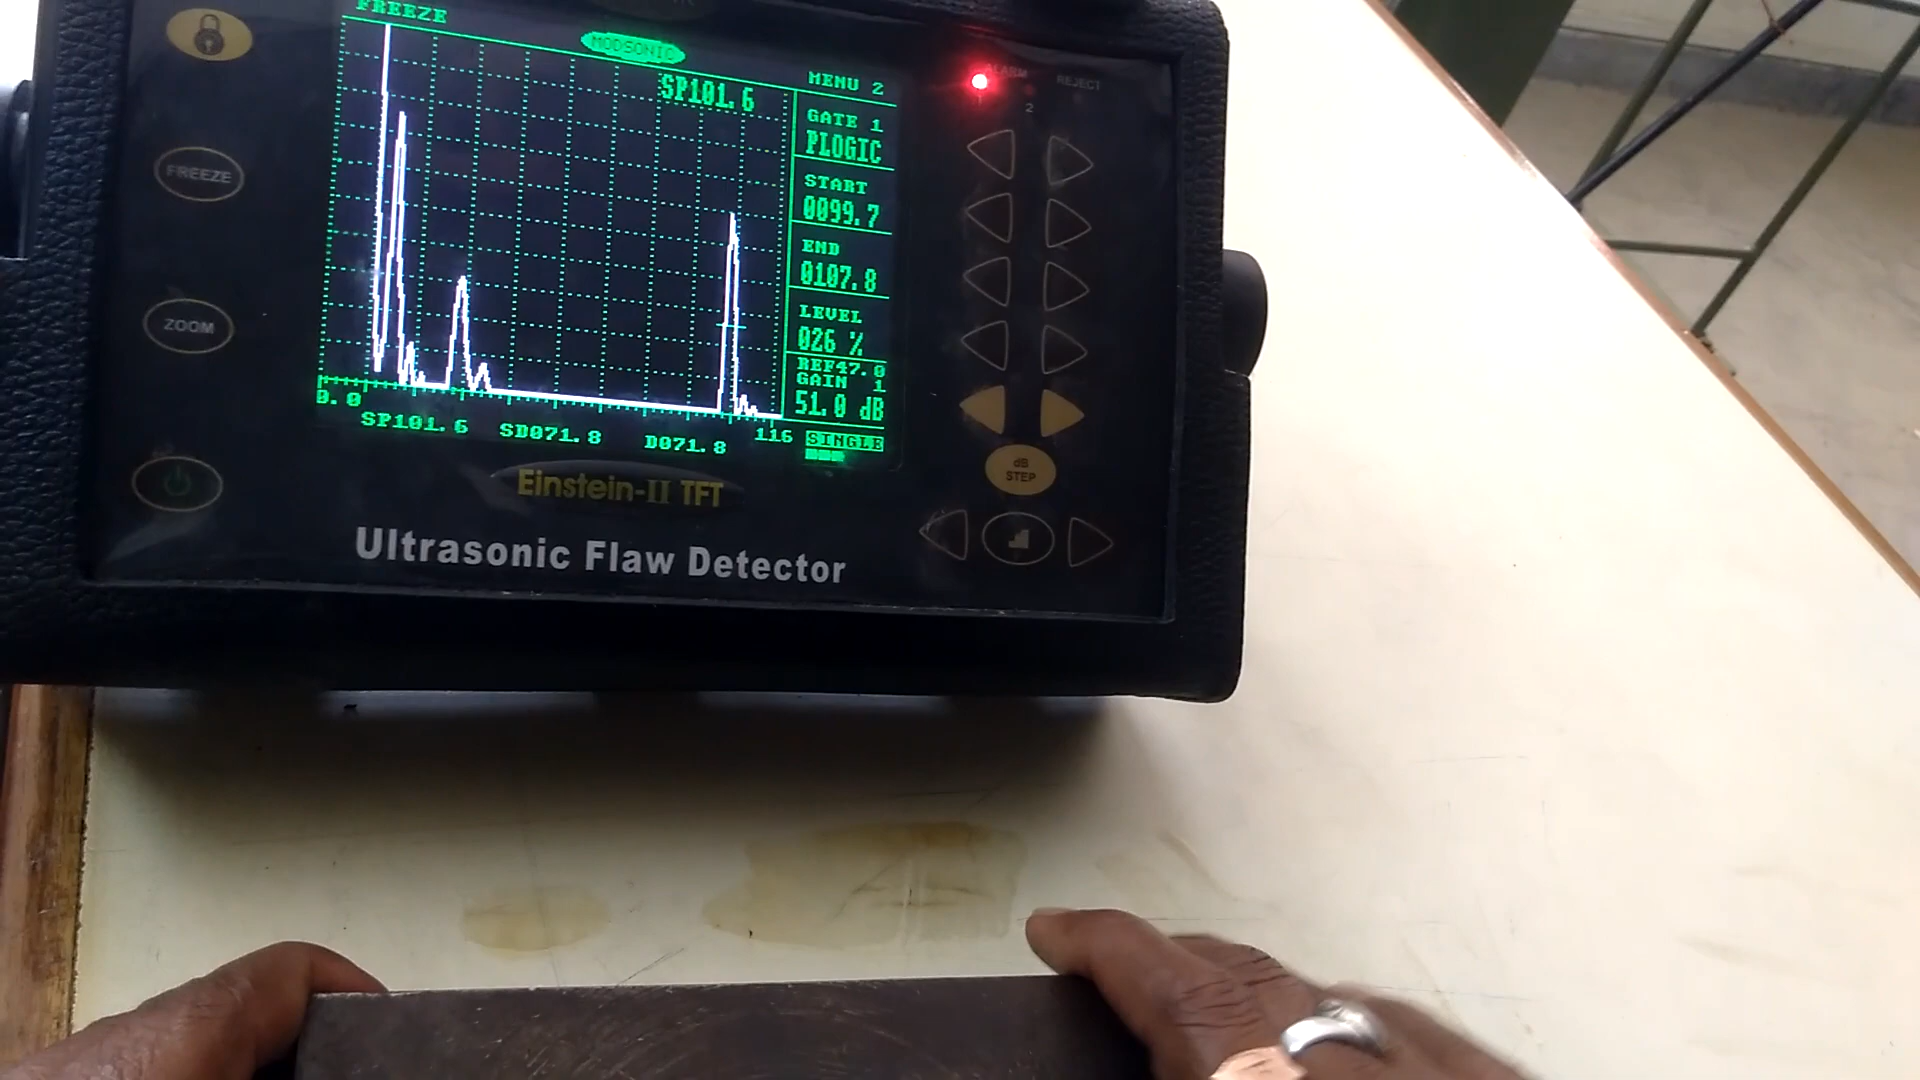 FREEZE
MODSONIC
MENU 2
SP101.6
GATE 1
PLOGIC
START
0099.7
END
0107.8
LEVEL
026 %
REF47.0
GAIN 1
51.0 dB
0.0
116
SP101.6 SD071.8 D071.8
SINGLE
Einstein-II TFT
Ultrasonic Flaw Detector
FREEZE
ZOOM
ALARM
REJECT
2
dB
STEP